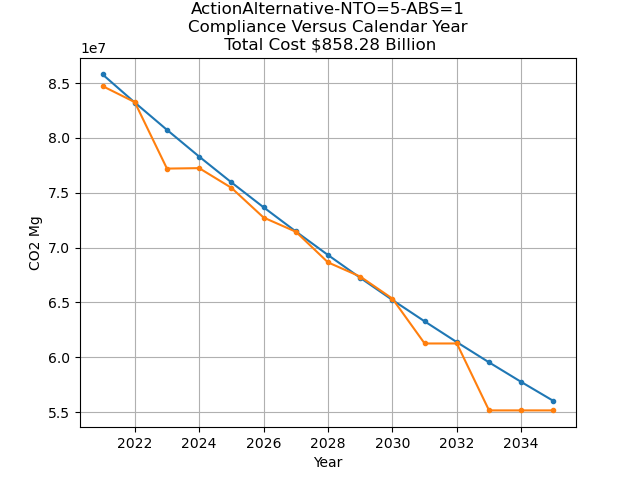 ActionAlternative-NTO=5-ABS=1
Compliance Versus Calendar Year
Total Cost $858.28 Billion
1e7
8.5
8.0
7.5
7.0
6.5
6.0
5.5
CO2 Mg
2022 2024 2026 2028 2030 2032 2034
Year